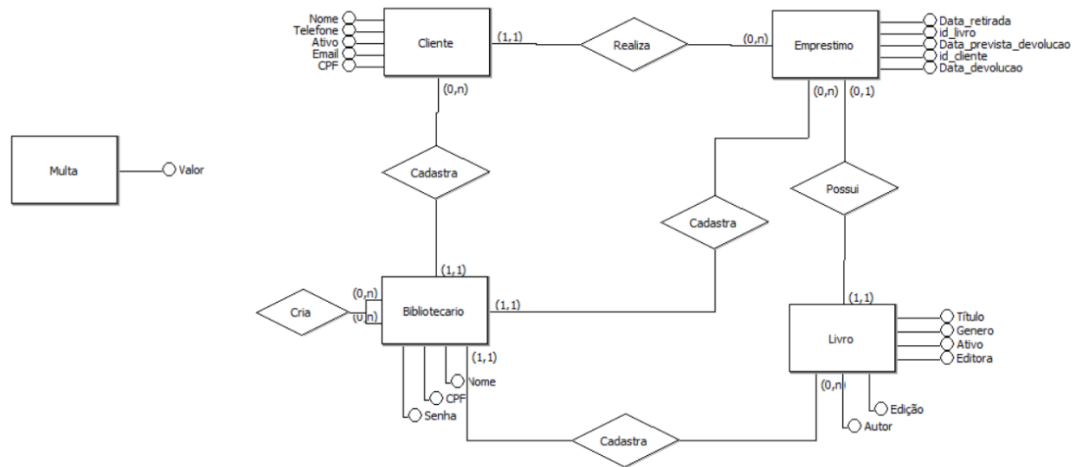 Nome
Telefone
Ativo
Email
CPF
Cliente
(1,1)
Realiza
(0,n)
Emprestimo
Data_retirada
id_livro
Data_prevista_devolucao
id_cliente
Data_devolucao
(0,n)
(0,n)
(0,1)
Multa
Valor
Cadastra
Possui
Cadastra
(1,1)
(1,1)
Cria
(0,n)
(0,n)
Bibliotecario
(1,1)
Livro
Título
Genero
Ativo
Editora
(1,1)
(0,n)
Nome
CPF
Senha
Edição
Autor
Cadastra